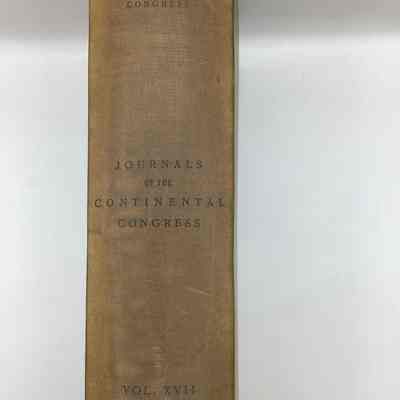 CONGRESS
JOURNALS
OF THE
CONTINENTAL
CONGRESS
VOL. XVII